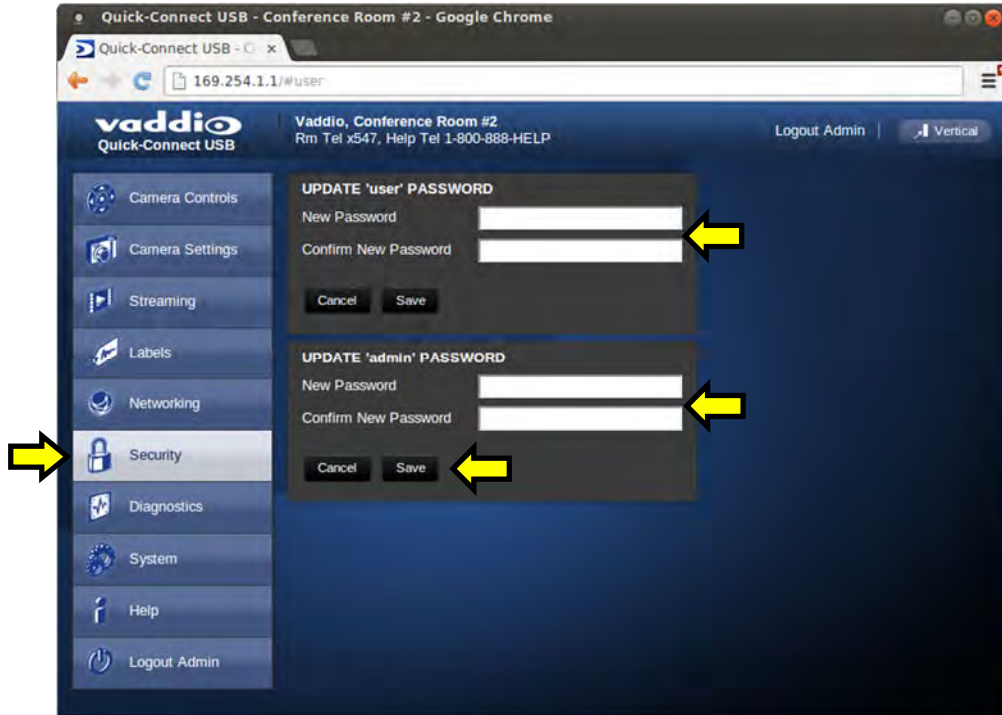 Quick-Connect USB - Conference Room #2 - Google Chrome
Quick-Connect USB - C
169.254.1.1/#user
vaddio
Quick-Connect USB
Vaddio, Conference Room #2
Rm Tel x547, Help Tel 1-800-888-HELP
Logout Admin
Vertical
Camera Controls
Camera Settings
Streaming
Labels
Networking
Security
Diagnostics
System
Help
Logout Admin
UPDATE 'user' PASSWORD
New Password
Confirm New Password
Cancel Save
UPDATE 'admin' PASSWORD
New Password
Confirm New Password
Cancel Save